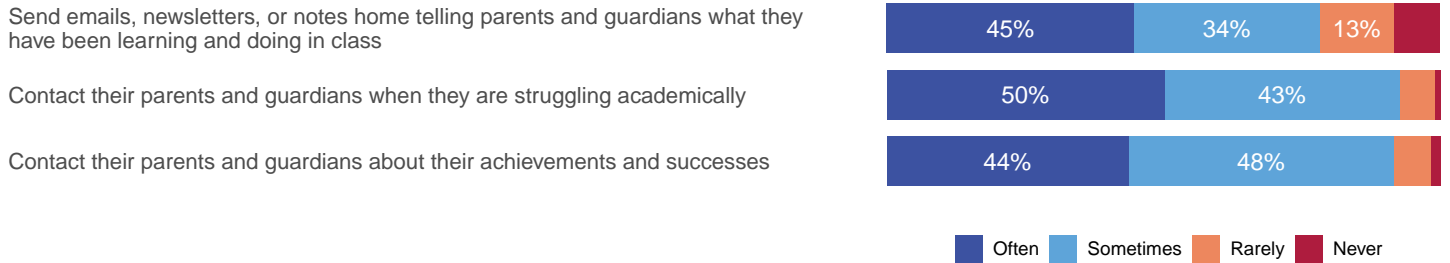 Send emails, newsletters, or notes home telling parents and guardians what they
have been learning and doing in class
45% 34% 13%
Contact their parents and guardians when they are struggling academically
50% 43%
Contact their parents and guardians about their achievements and successes
44% 48%
Often Sometimes Rarely Never